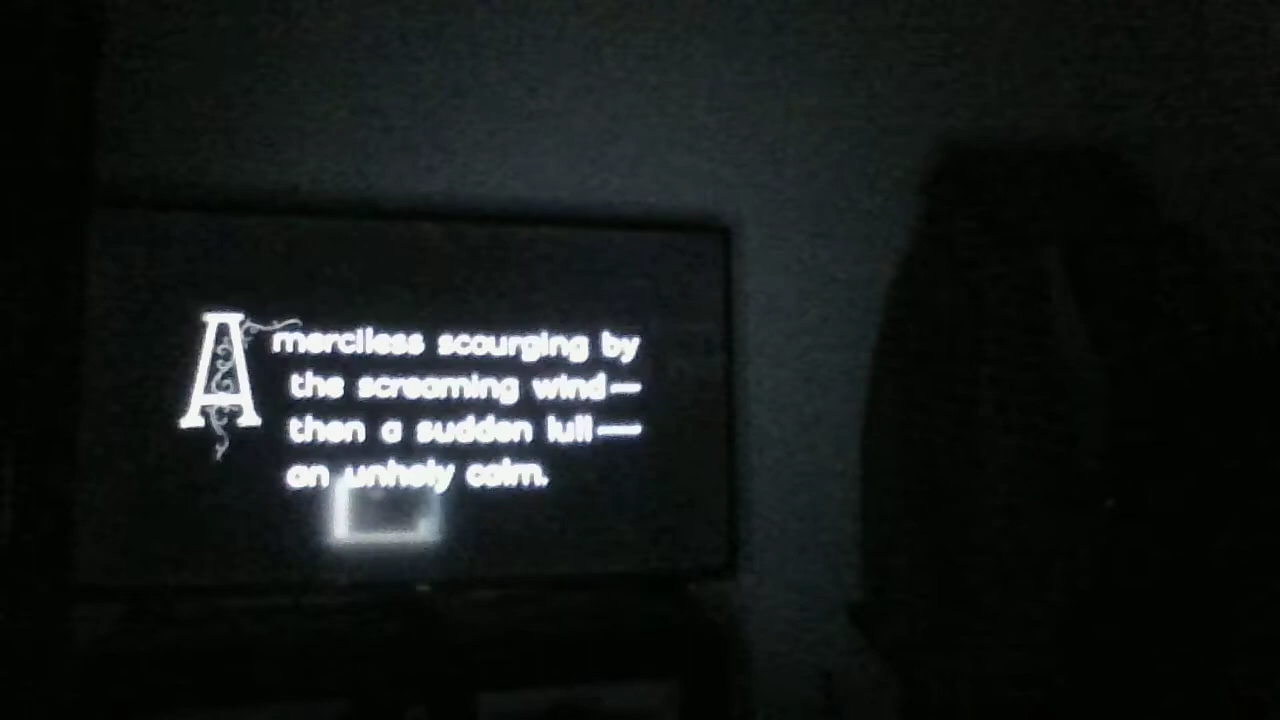 A merciless scourging by
the screaming wind—
then a sudden lull—
an unholy calm.